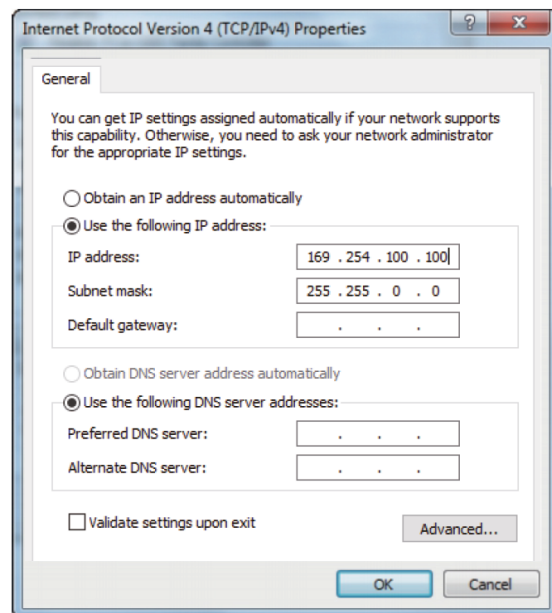 Internet Protocol Version 4 (TCP/IPv4) Properties
General
You can get IP settings assigned automatically if your network supports
this capability. Otherwise, you need to ask your network administrator
for the appropriate IP settings.
Obtain an IP address automatically
Use the following IP address:
IP address: 169 . 254 . 100 . 100
Subnet mask: 255 . 255 . 0 . 0
Default gateway: . . .
Obtain DNS server address automatically
Use the following DNS server addresses:
Preferred DNS server: . . .
Alternate DNS server: . . .
Validate settings upon exit
Advanced...
OK Cancel